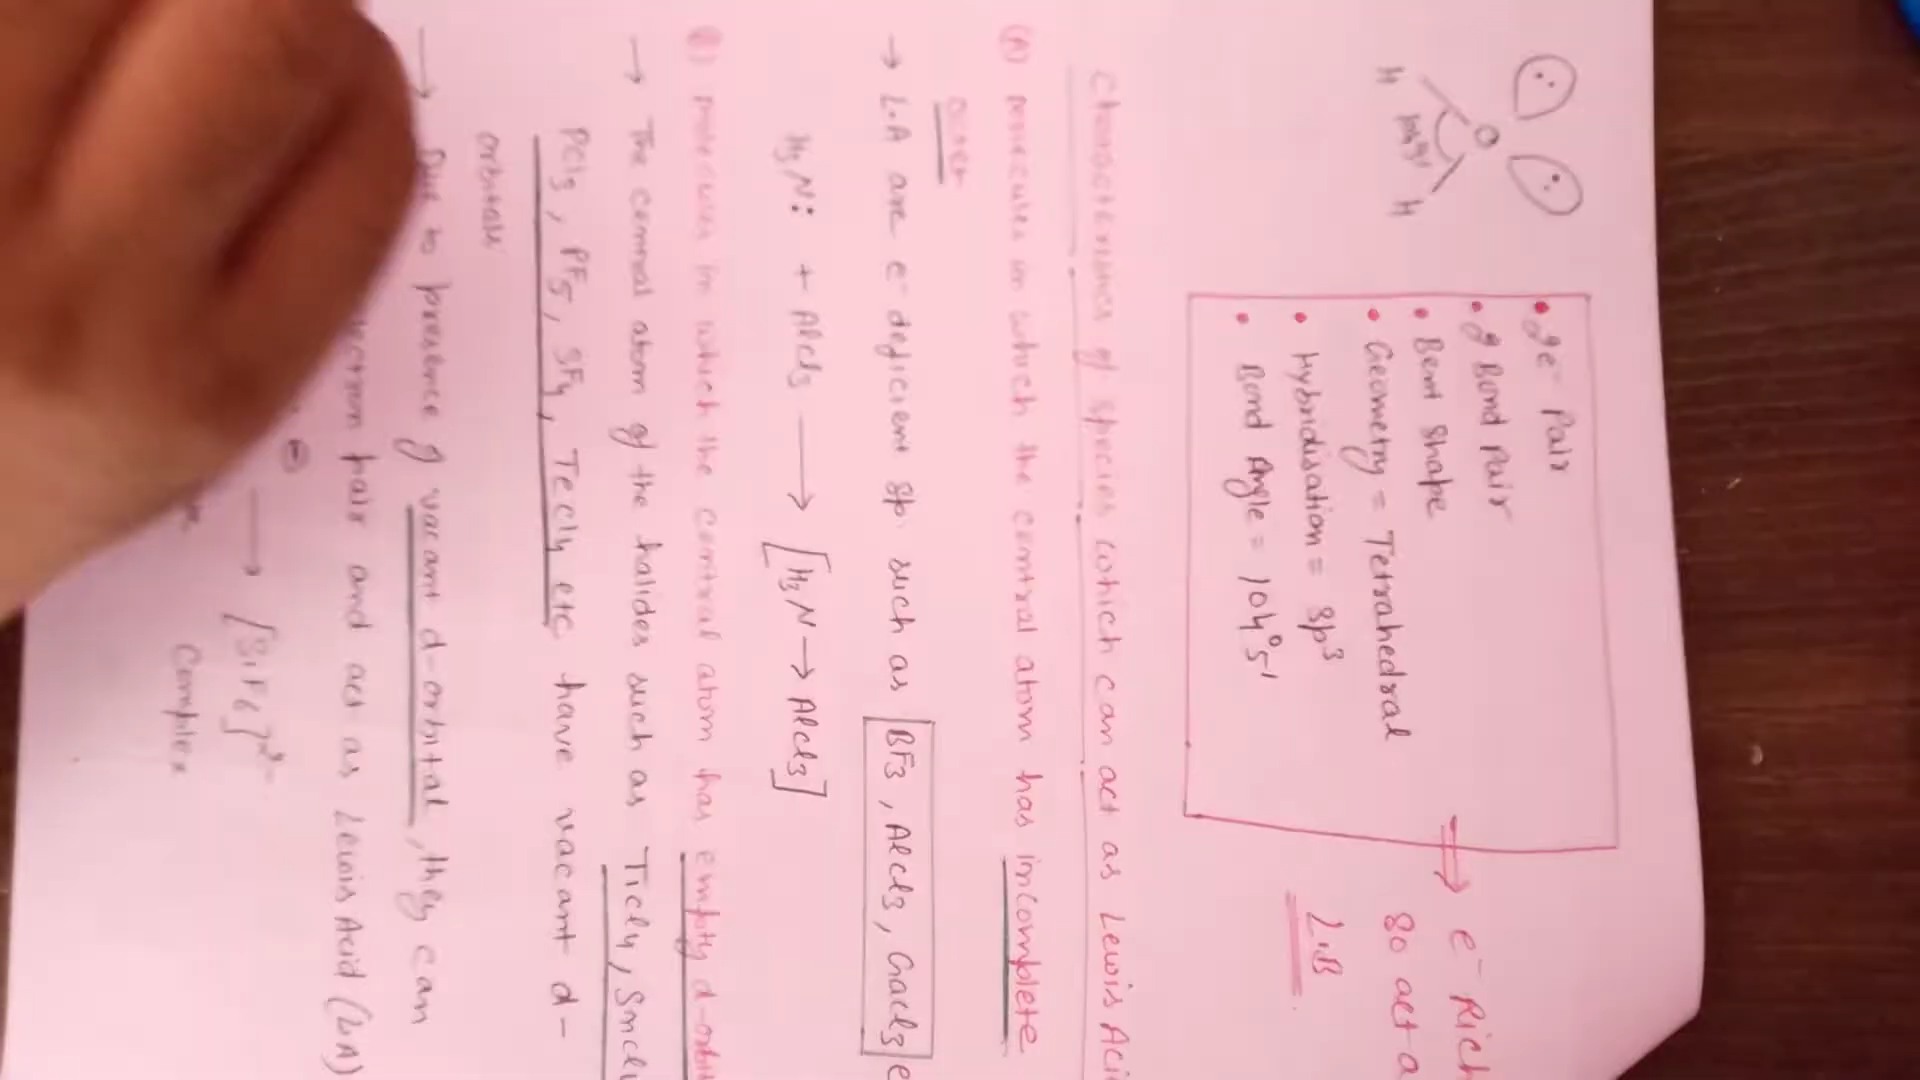 O
H 104°5' H
• 2e⁻ Pair
• 2 Bond Pair
• Bent Shape
• Geometry = Tetrahedral
• Hybridisation = sp³
• Bond Angle = 104°5'
e⁻ Rich
So act a
L.B
Characteristics of species which can act as Lewis Aci
(A) molecules in which the central atom has incomplete
octet
→ L.A are e⁻ deficient sp. such as BF3, AlCl3, GaCl3 e
H3N: + AlCl3 → [H3N → AlCl3]
molecules in which the central atom has empty d-orbit
→ The central atom of the halides such as TiCl4, SnCl4
PCl3, PF5, SF4, TeCl4 etc have vacant d-
orbitals
→ Due to presence of vacant d-orbital, they can
pair and act as Lewis Acid (LA)
⊖ → [SiF6]²⁻
Complex